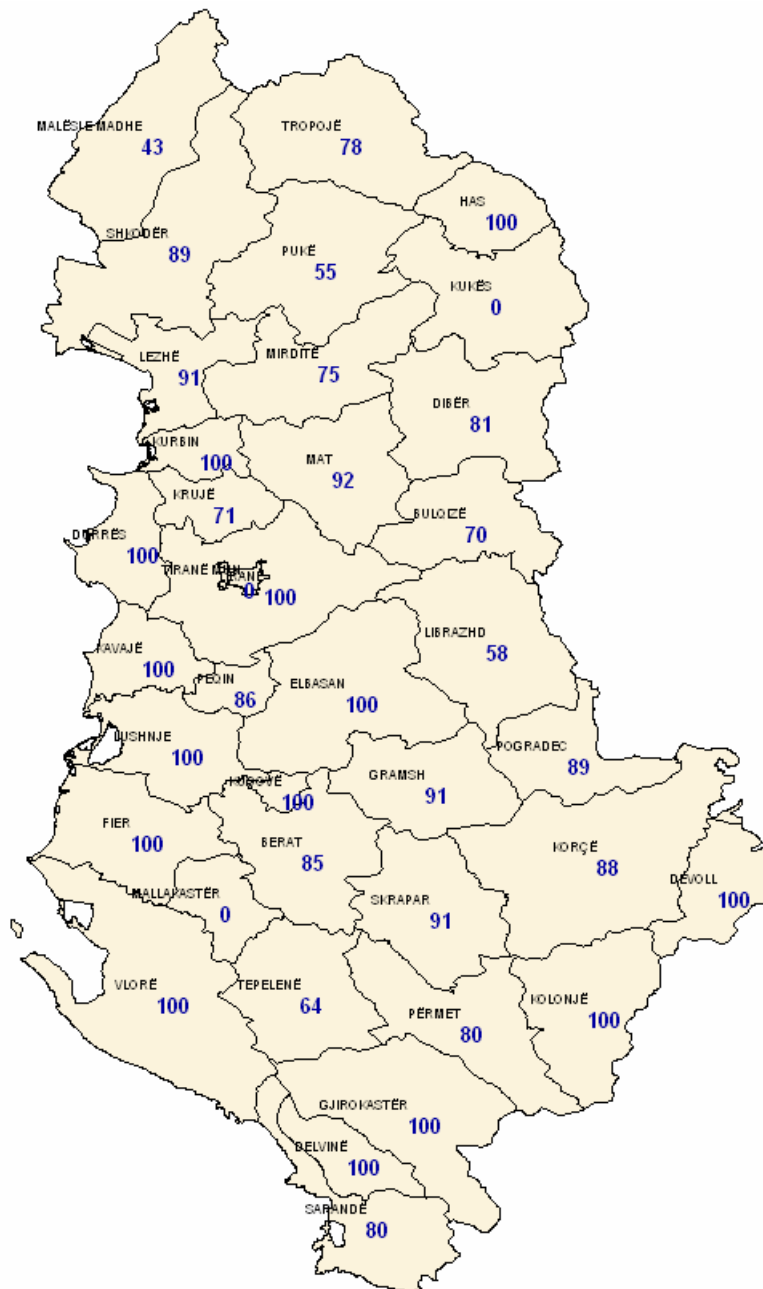 MALËSI E MADHE
43
TROPOJË
78
HAS
100
SHKODËR
89
PUKË
55
KUKËS
0
LEZHË
91
MIRDITË
75
DIBËR
81
KURBIN
100
MAT
92
KRUJË
71
BULQIZË
70
DURRËS
100
TIRANË
0
100
LIBRAZHD
58
KAVAJË
100
PEQIN
86
ELBASAN
100
LUSHNJE
100
POGRADEC
89
GRAMSH
91
KUÇOVË
100
FIER
100
BERAT
85
KORÇË
88
DEVOLL
100
MALLAKASTËR
0
SKRAPAR
91
VLORË
100
TEPELENË
64
PËRMET
80
KOLONJË
100
GJIROKASTËR
100
DELVINË
100
SARANDË
80